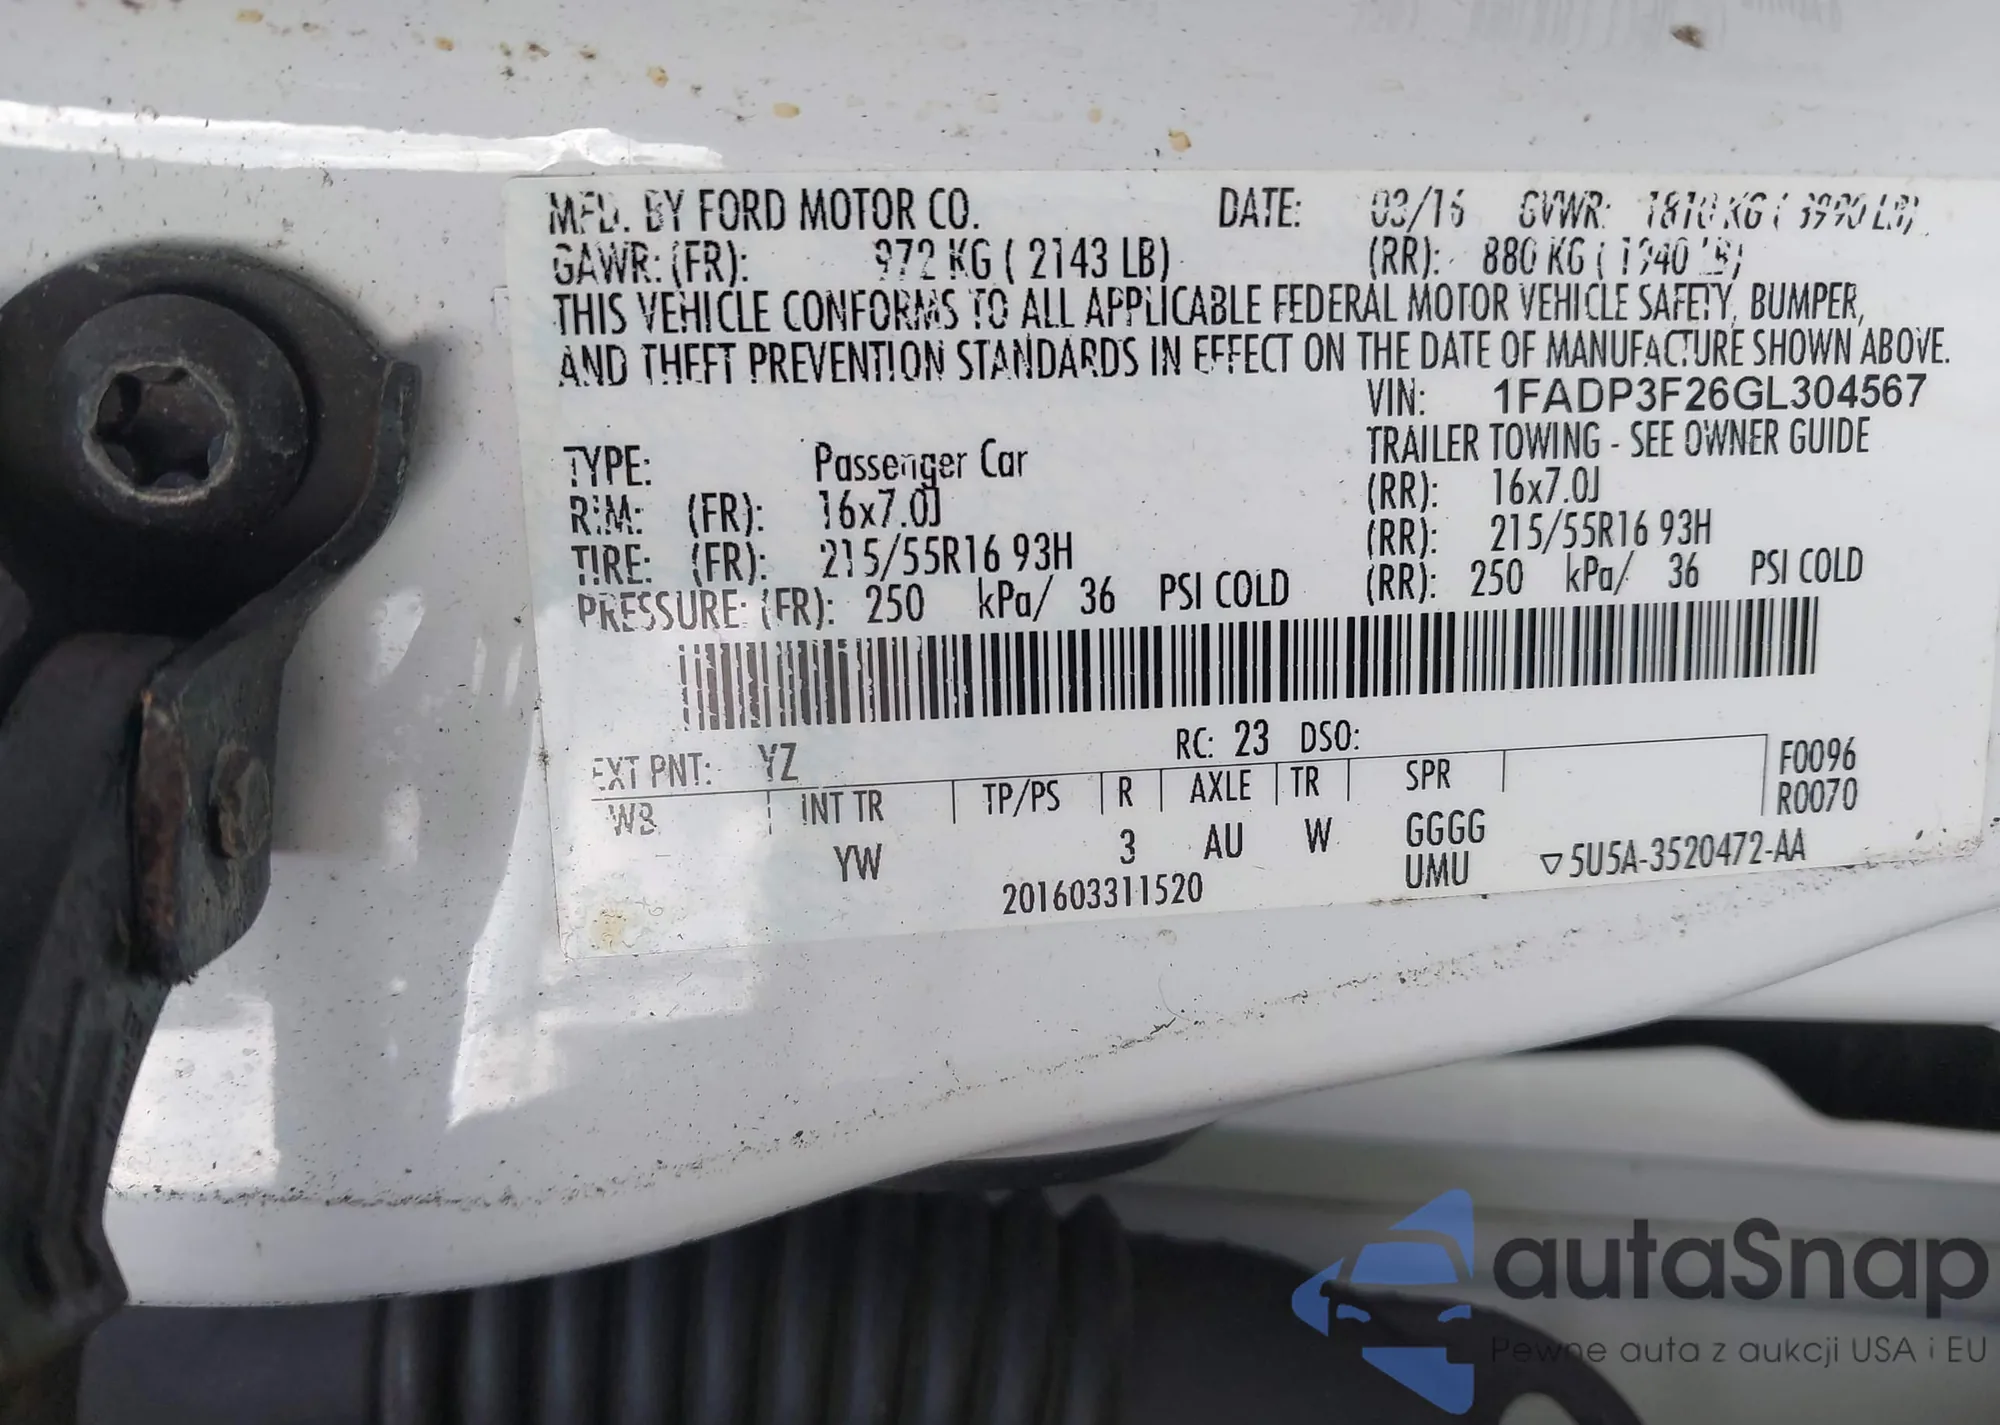 MFD. BY FORD MOTOR CO. DATE: 03/16 GVWR: 1810 KG ( 3990 LB)
GAWR: (FR): 972 KG ( 2143 LB) (RR): 880 KG ( 1940 LB)
THIS VEHICLE CONFORMS TO ALL APPLICABLE FEDERAL MOTOR VEHICLE SAFETY, BUMPER,
AND THEFT PREVENTION STANDARDS IN EFFECT ON THE DATE OF MANUFACTURE SHOWN ABOVE.
VIN: 1FADP3F26GL304567
TYPE: Passenger Car TRAILER TOWING - SEE OWNER GUIDE
RIM: (FR): 16x7.0J (RR): 16x7.0J
TIRE: (FR): 215/55R16 93H (RR): 215/55R16 93H
PRESSURE: (FR): 250 kPa/ 36 PSI COLD (RR): 250 kPa/ 36 PSI COLD
EXT PNT: YZ RC: 23 DSO:
WB INT TR TP/PS R AXLE TR SPR F0096
R0070
YW 3 AU W GGGG
UMU ▽5U5A-3520472-AA
201603311520
autaSnap
Pewne auta z aukcji USA i EU